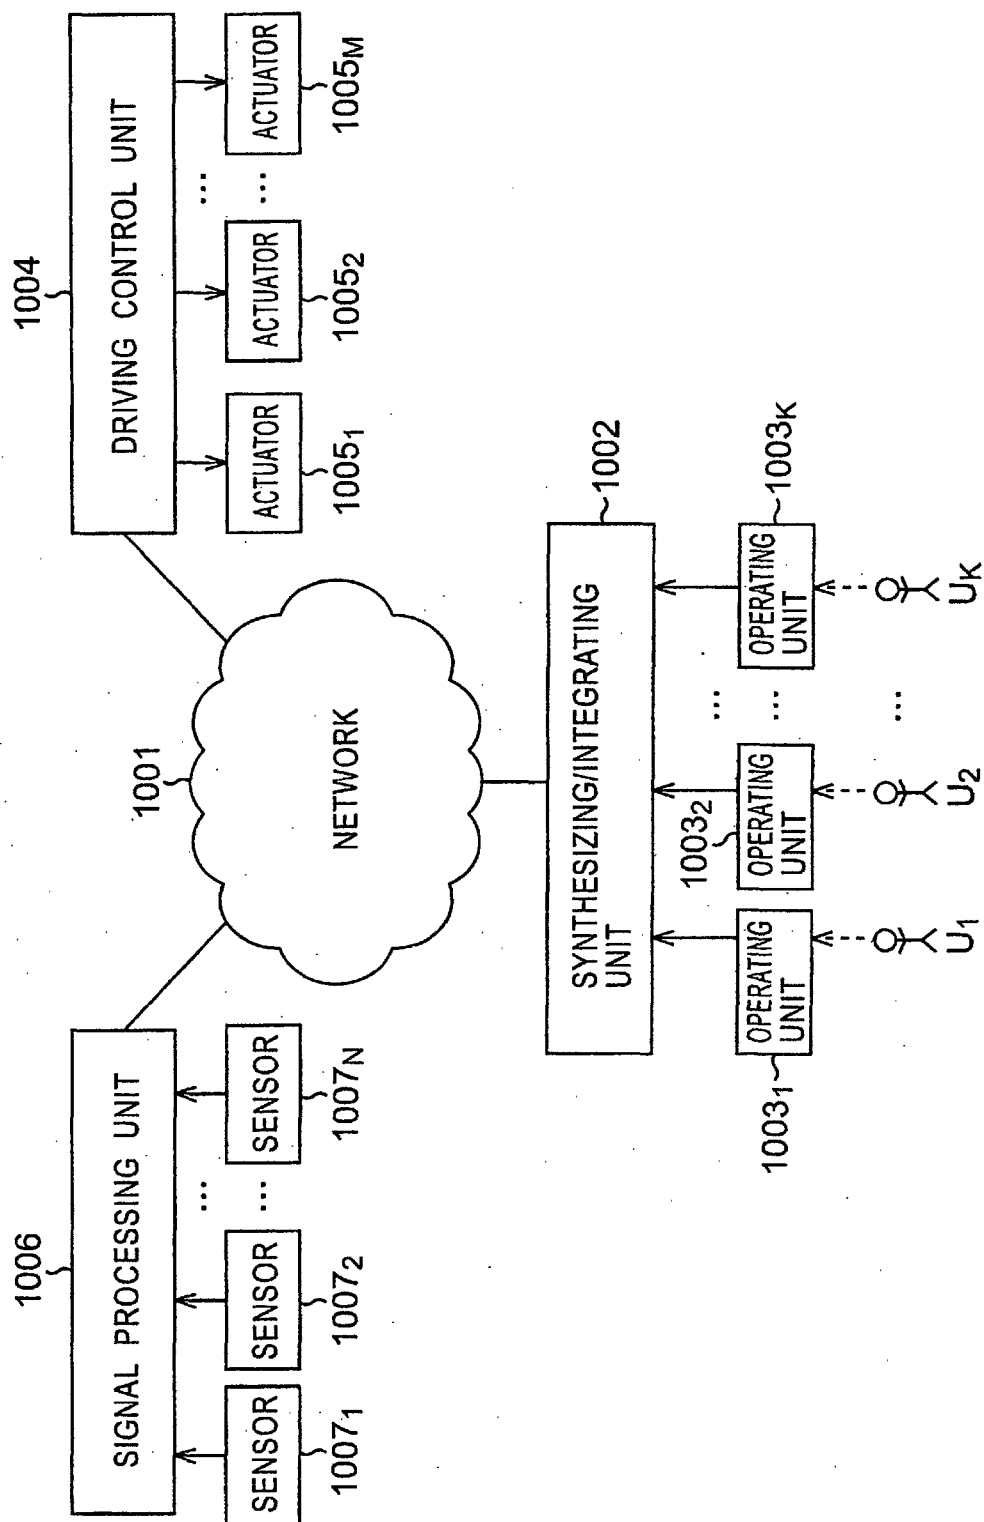 1006
SIGNAL PROCESSING UNIT
SENSOR
SENSOR
...
...
SENSOR
1007₁
1007₂
1007N
1001
NETWORK
1004
DRIVING CONTROL UNIT
ACTUATOR
ACTUATOR
...
...
ACTUATOR
1005₁
1005₂
1005M
SYNTHESIZING/INTEGRATING
UNIT
1002
...
1003₁
OPERATING
UNIT
1003₂
OPERATING
UNIT
...
OPERATING
UNIT
1003K
...
U₁
U₂
UK